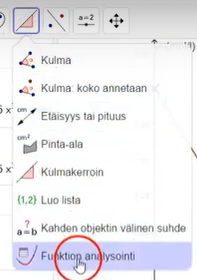 a=2
Kulma
Kulma: koko annetaan
cm
Etäisyys tai pituus
cm²
Pinta-ala
Kulmakerroin
{1,2}
Luo lista
?
a=b
Kahden objektin välinen suhde
Funktion analysointi